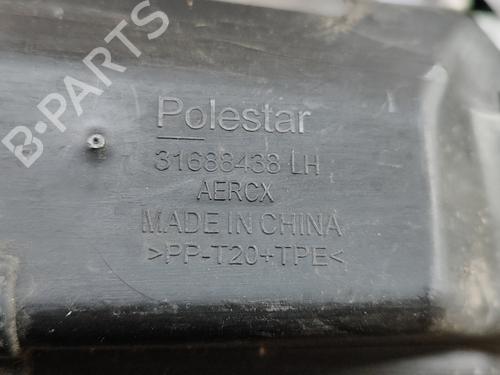 B-PARTS
Polestar
31688438 LH
AERCX
MADE IN CHINA
>PP-T20+TPE<